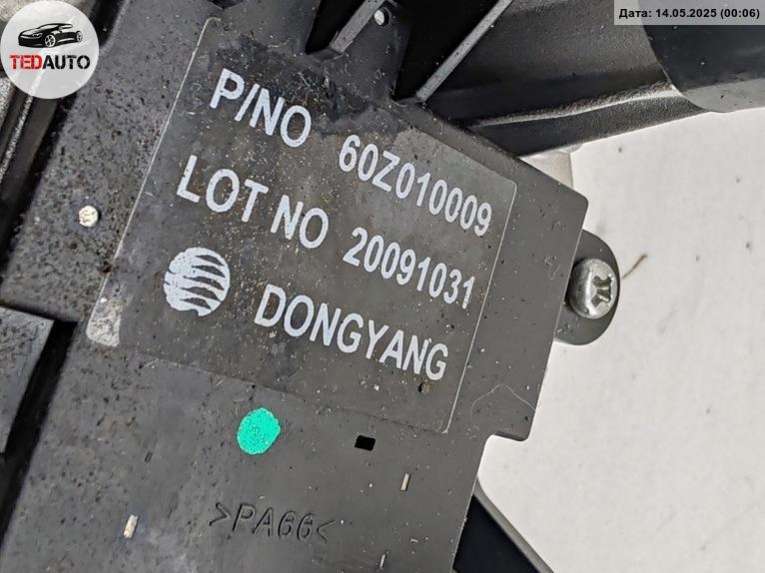 Дата: 14.05.2025 (00:06)
TEDAUTO
P/NO 60Z010009
LOT NO 20091031
DONGYANG
>PA66<